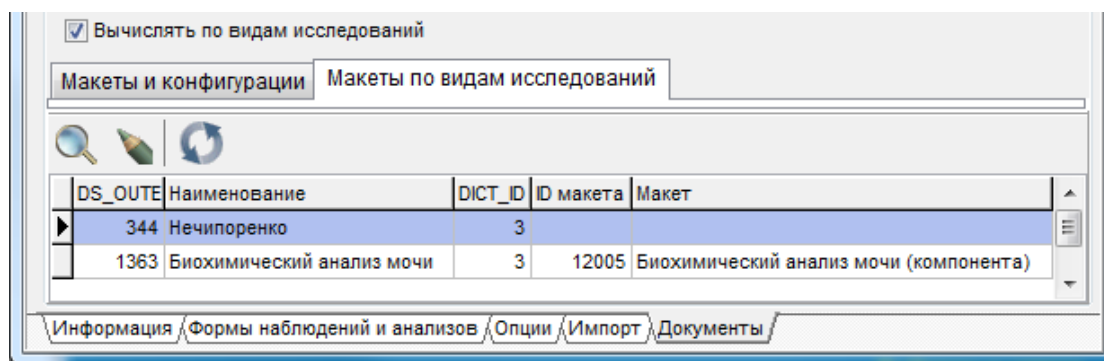 Вычислять по видам исследований
Макеты и конфигурации Макеты по видам исследований
DS_OUTE Наименование DICT_ID ID макета Макет
344 Нечипоренко 3
1363 Биохимический анализ мочи 3 12005 Биохимический анализ мочи (компонента)
Информация Формы наблюдений и анализов Опции Импорт Документы